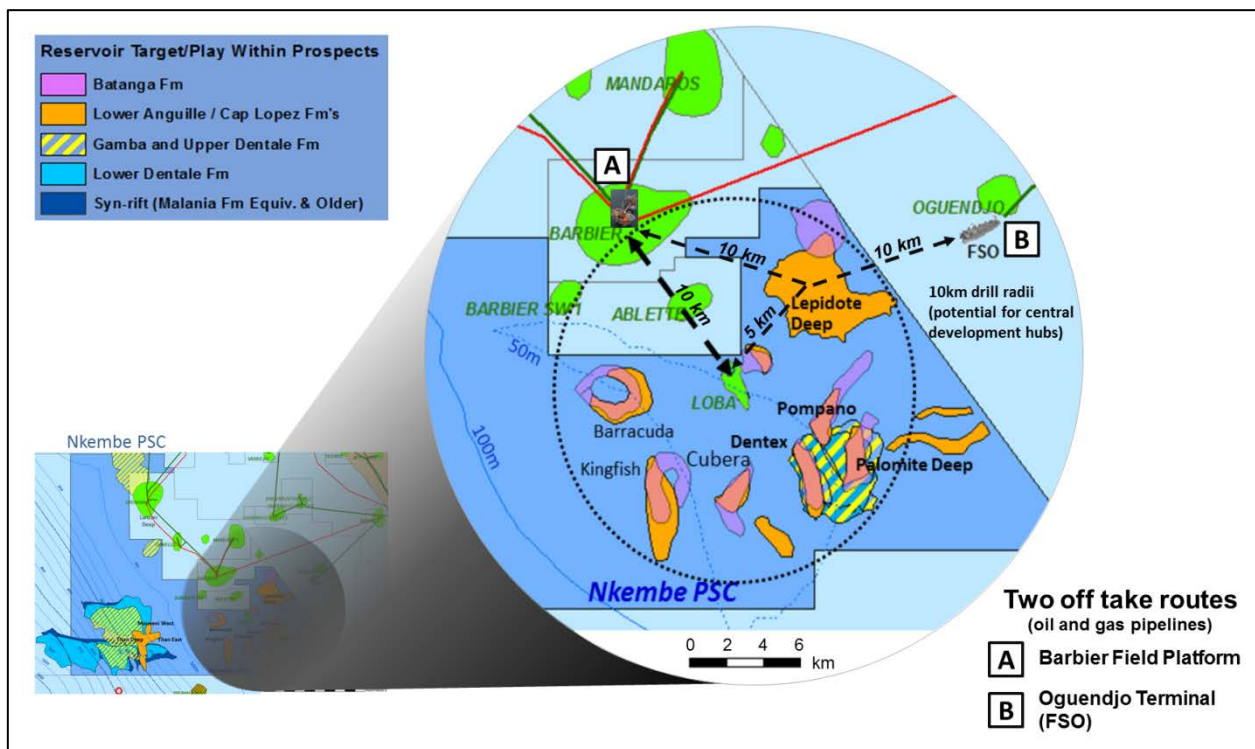 Reservoir Target/Play Within Prospects
Batanga Fm
Lower Anguille / Cap Lopez Fm's
Gamba and Upper Dentale Fm
Lower Dentale Fm
Syn-rift (Malania Fm Equiv. & Older)
MANDAROS
A
BARBIER
OGUENDJO
FSO
B
10 km
10 km
10 km
5 km
10km drill radii
(potential for central
development hubs)
Lepidote
Deep
BARBIER SW1
ABLETTE
50m
100m
LOBA
Pompano
Barracuda
Dentex
Palomite Deep
Kingfish
Cubera
Nkembe PSC
0 2 4 6
km
Nkembe PSC
Two off take routes
(oil and gas pipelines)
A Barbier Field Platform
B Oguendjo Terminal
(FSO)